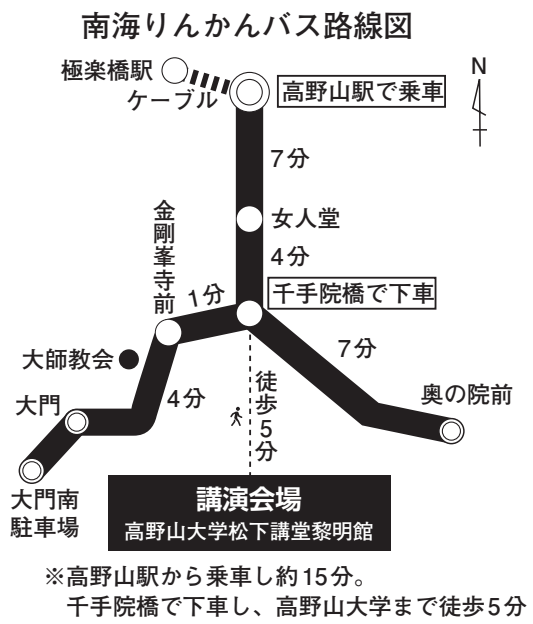 南海りんかんバス路線図
極楽橋駅
ケーブル
高野山駅で乗車
N
7分
女人堂
4分
金剛峯寺前
千手院橋で下車
1分
7分
大師教会
4分
徒歩5分
大門
奥の院前
大門南
駐車場
講演会場
高野山大学松下講堂黎明館
※高野山駅から乗車し約15分。
千手院橋で下車し、高野山大学まで徒歩5分